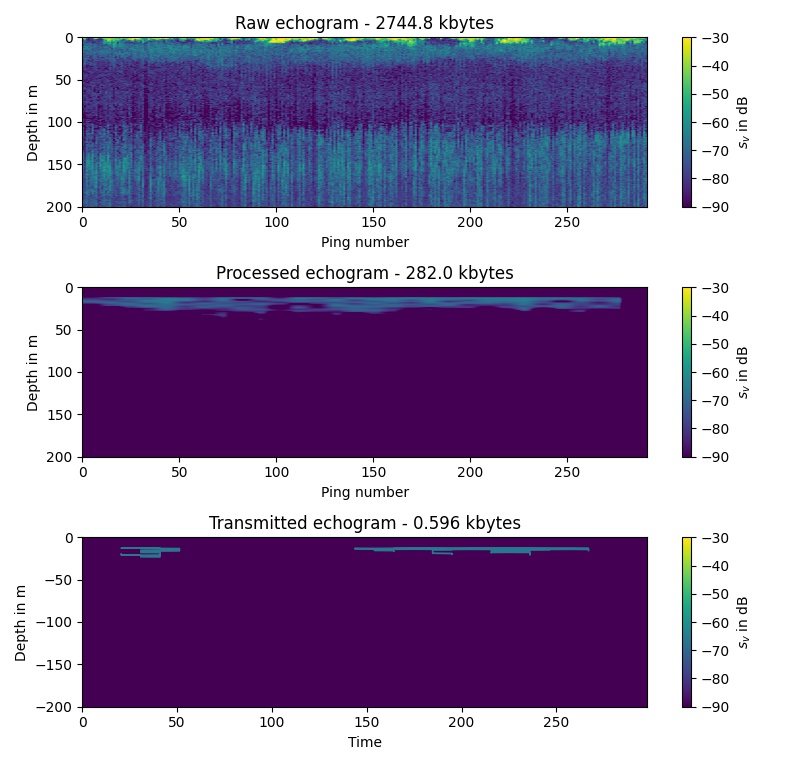 Raw echogram - 2744.8 kbytes
0
50
100
150
200
Depth in m
0 50 100 150 200 250
Ping number
−30
−40
−50
−60
−70
−80
−90
s_v in dB
Processed echogram - 282.0 kbytes
0
50
100
150
200
Depth in m
0 50 100 150 200 250
Ping number
−30
−40
−50
−60
−70
−80
−90
s_v in dB
Transmitted echogram - 0.596 kbytes
0
−50
−100
−150
−200
Depth in m
0 50 100 150 200 250
Time
−30
−40
−50
−60
−70
−80
−90
s_v in dB